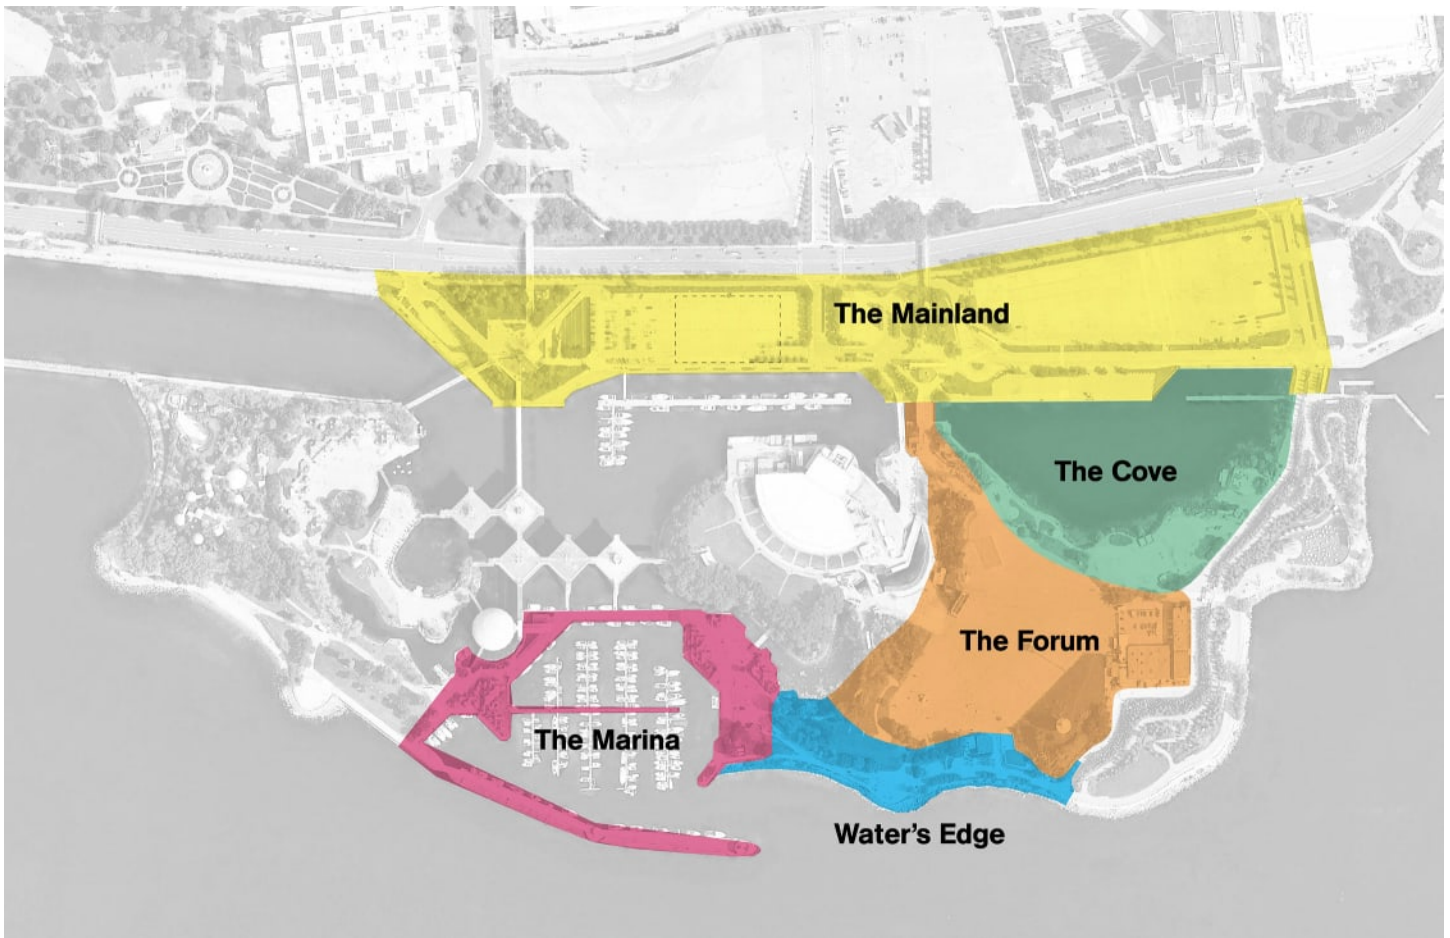 The Mainland
The Cove
The Forum
The Marina
Water’s Edge